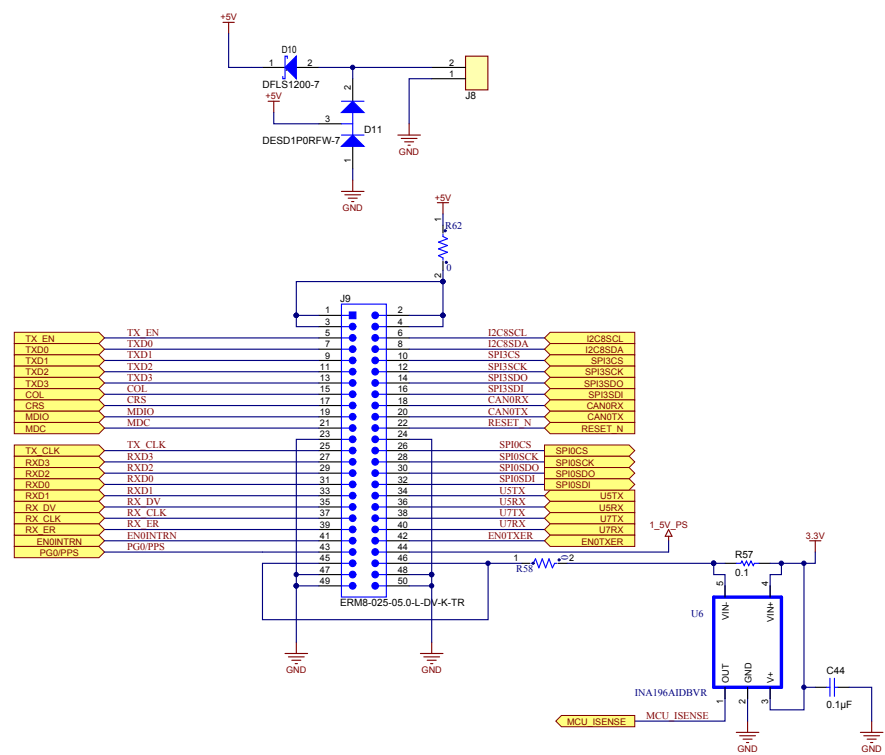 +5V
D10
1 2
DFLS1200-7
2
1
J8
+5V
2
3
D11
DESD1P0RFW-7
1
GND
GND
+5V
1
R62
0
2
J9
1 2
3 4
TX_EN TX_EN 5 6 I2C8SCL I2C8SCL
TXD0 TXD0 7 8 I2C8SDA I2C8SDA
TXD1 TXD1 9 10 SPI3CS SPI3CS
TXD2 TXD2 11 12 SPI3SCK SPI3SCK
TXD3 TXD3 13 14 SPI3SDO SPI3SDO
COL COL 15 16 SPI3SDI SPI3SDI
CRS CRS 17 18 CAN0RX CAN0RX
MDIO MDIO 19 20 CAN0TX CAN0TX
MDC MDC 21 22 RESET_N RESET_N
23 24
TX_CLK TX_CLK 25 26 SPI0CS SPI0CS
RXD3 RXD3 27 28 SPI0SCK SPI0SCK
RXD2 RXD2 29 30 SPI0SDO SPI0SDO
RXD0 RXD0 31 32 SPI0SDI SPI0SDI
RXD1 RXD1 33 34 U5TX U5TX
RX_DV RX_DV 35 36 U5RX U5RX
RX_CLK RX_CLK 37 38 U7TX U7TX
RX_ER RX_ER 39 40 U7RX U7RX
EN0INTRN EN0INTRN 41 42 EN0TXER EN0TXER
PG0/PPS PG0/PPS 43 44
1_5V_PS
45 46
47 48
49 50
ERM8-025-05.0-L-DV-K-TR
GND
GND
1 R58 0 2
R57
0.1
3.3V
5 4
U6
VIN- VIN+
OUT GND V+
INA196AIDBVR
1 2 3
MCU_ISENSE MCU_ISENSE
C44
0.1µF
GND
GND